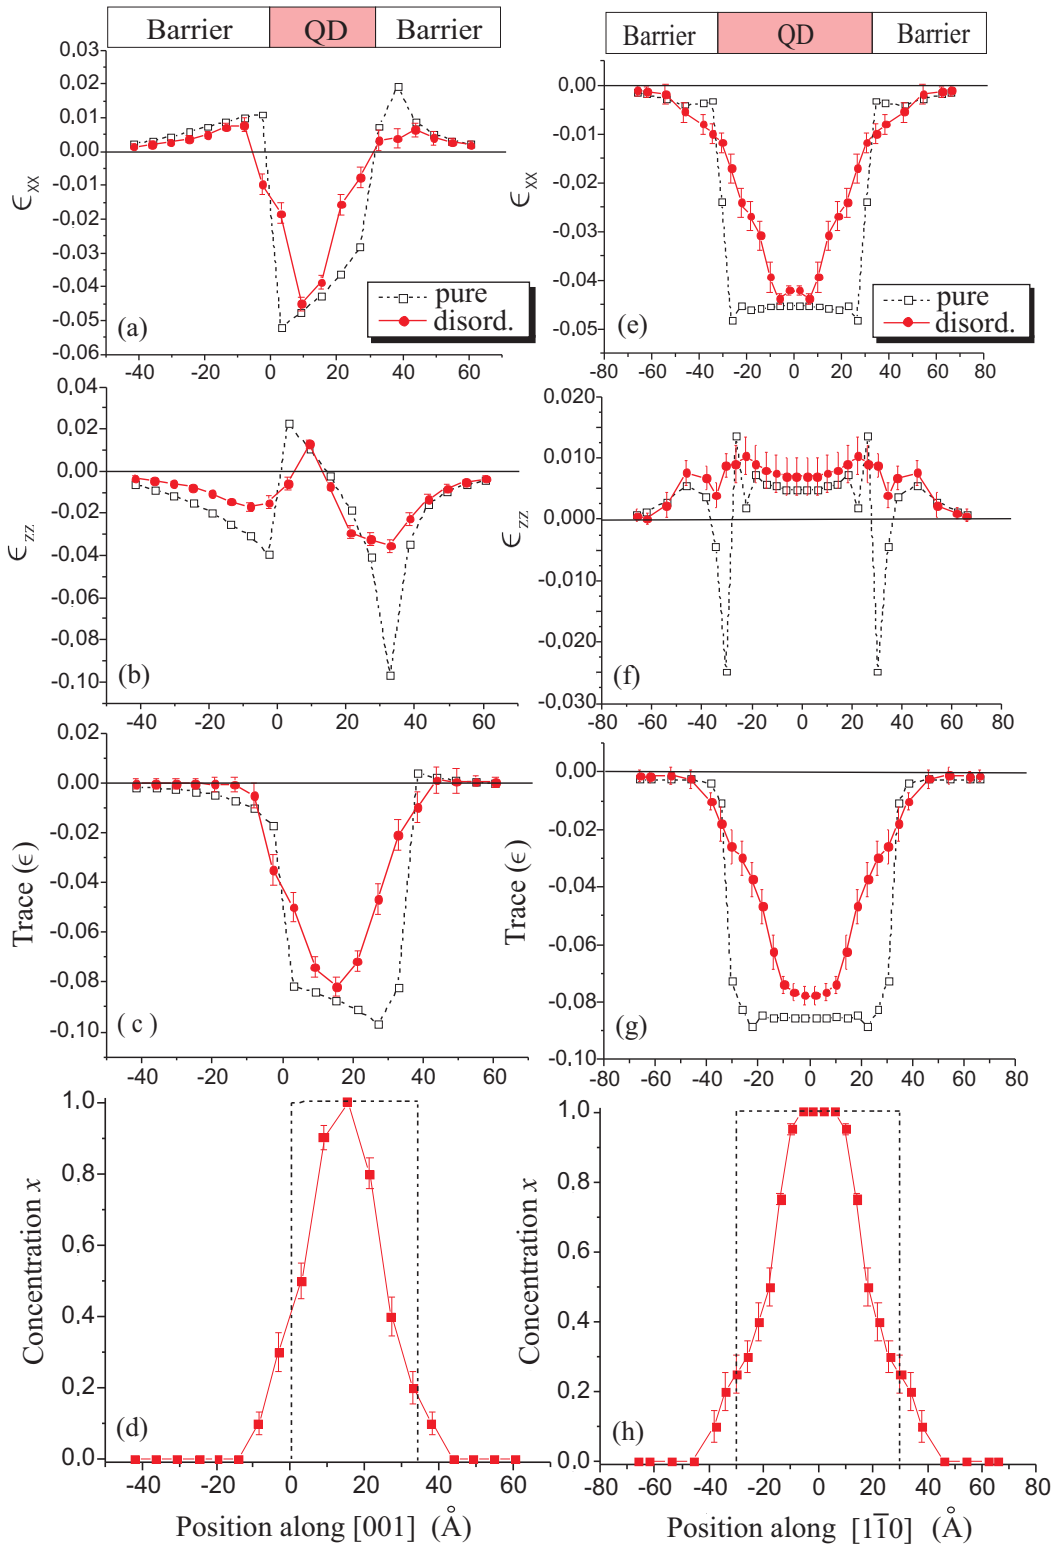 Barrier QD Barrier
0,03
0,02
0,01
0,00
-0,01
-0,02
-0,03
-0,04
-0,05
-0,06
ϵxx
(a)
pure
disord.
-40 -20 0 20 40 60
0,04
0,02
0,00
-0,02
-0,04
-0,06
-0,08
-0,10
ϵzz
(b)
-40 -20 0 20 40 60
0,02
0,00
-0,02
-0,04
-0,06
-0,08
-0,10
Trace (ϵ)
(c)
-40 -20 0 20 40 60
1,0
0,8
0,6
0,4
0,2
0,0
Concentration x
(d)
-40 -20 0 20 40 60
Position along [001] (Å)
Barrier QD Barrier
0,00
-0,01
-0,02
-0,03
-0,04
-0,05
ϵxx
(e)
pure
disord.
-80 -60 -40 -20 0 20 40 60 80
0,020
0,010
0,000
-0,010
-0,020
-0,030
ϵzz
(f)
-80 -60 -40 -20 0 20 40 60 80
0,02
0,00
-0,02
-0,04
-0,06
-0,08
-0,10
Trace (ϵ)
(g)
-80 -60 -40 -20 0 20 40 60 80
1,0
0,8
0,6
0,4
0,2
0,0
Concentration x
(h)
-80 -60 -40 -20 0 20 40 60 80
Position along [11̅0] (Å)